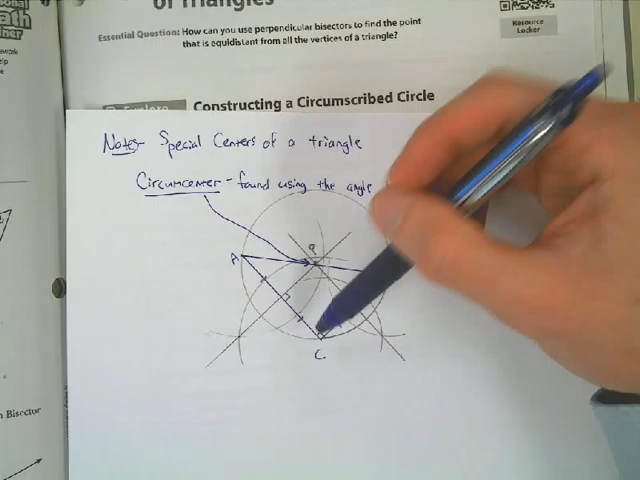 of Triangles
Essential Question: How can you use perpendicular bisectors to find the point
that is equidistant from all the vertices of a triangle?
Resource
Locker
Explore
Constructing a Circumscribed Circle
Notes- Special Centers of a triangle
Circumcenter - found using the angle
A
C
Bisector